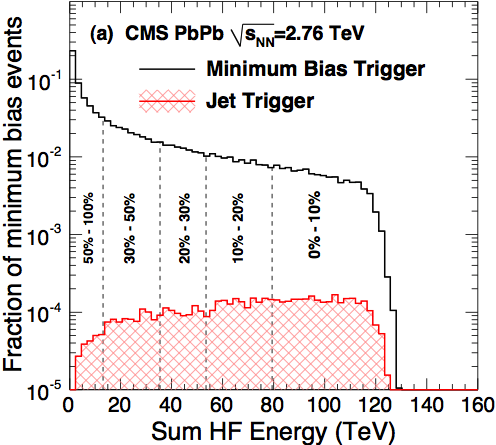 (a) CMS PbPb √sNN=2.76 TeV
Minimum Bias Trigger
Jet Trigger
Fraction of minimum bias events
10-1
10-2
10-3
10-4
10-5
50% - 100%
30% - 50%
20% - 30%
10% - 20%
0% - 10%
0 20 40 60 80 100 120 140 160
Sum HF Energy (TeV)